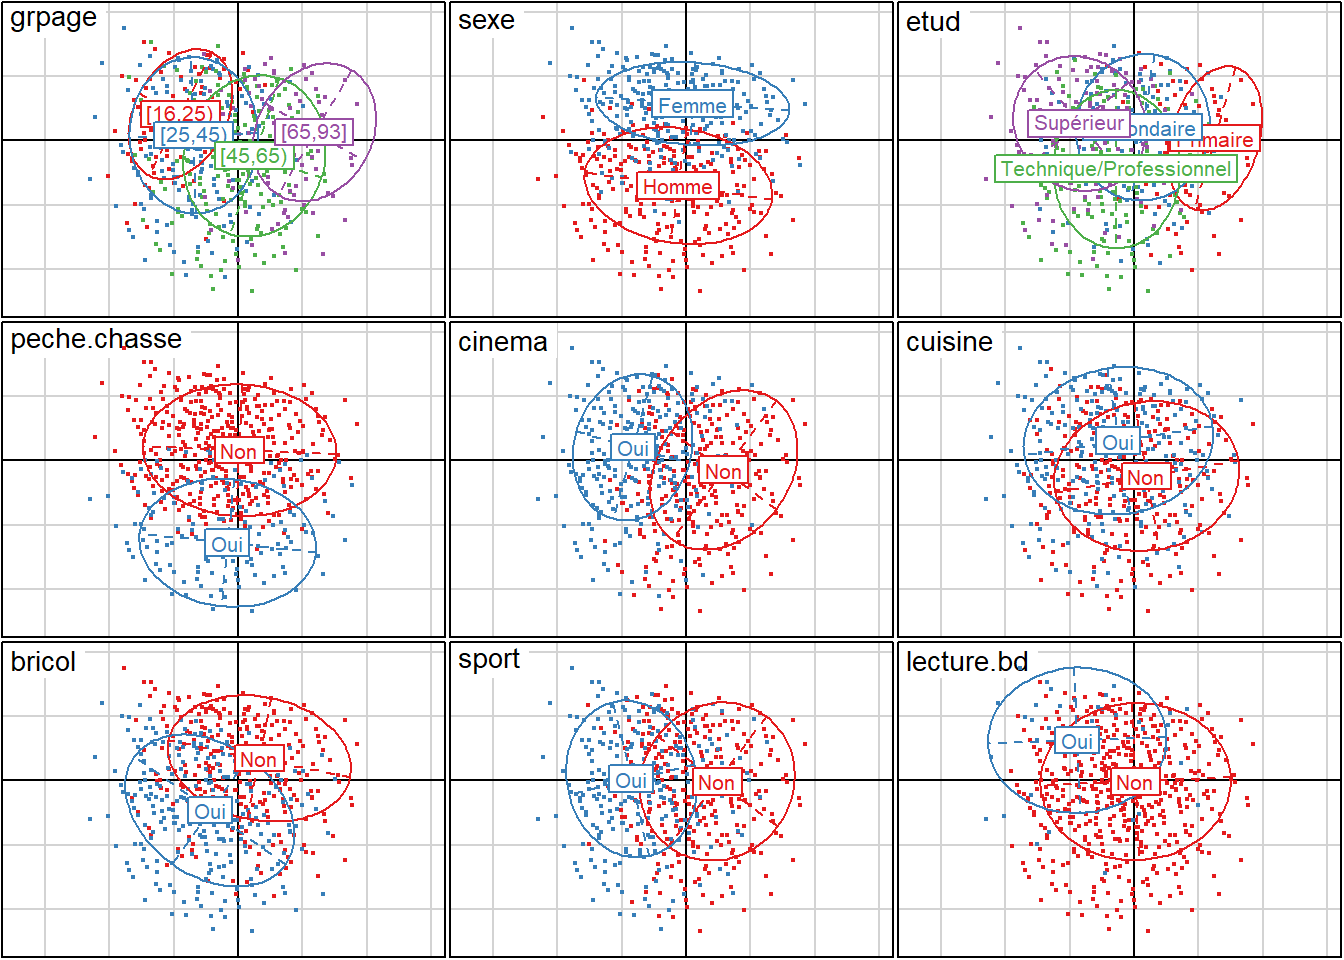 grpage
[16,25)
[25,45)
[45,65)
[65,93]
sexe
Femme
Homme
etud
Supérieur
ondaire
rimaire
Technique/Professionnel
peche.chasse
Non
Oui
cinema
Oui
Non
cuisine
Oui
Non
bricol
Non
Oui
sport
Oui
Non
lecture.bd
Oui
Non